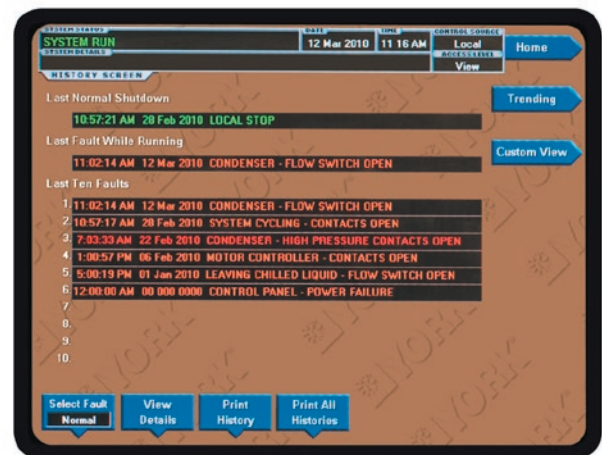 SYSTEM STATUS
SYSTEM RUN
SYSTEM DETAILS
DATE
12 Mar 2010
TIME
11 16 AM
CONTROL SOURCE
Local
ACCESS LEVEL
View
Home
HISTORY SCREEN
Trending
Custom View
Last Normal Shutdown
10:57:21 AM 28 Feb 2010 LOCAL STOP
Last Fault While Running
11:02:14 AM 12 Mar 2010 CONDENSER - FLOW SWITCH OPEN
Last Ten Faults
1. 11:02:14 AM 12 Mar 2010 CONDENSER - FLOW SWITCH OPEN
2. 10:57:17 AM 28 Feb 2010 SYSTEM CYCLING - CONTACTS OPEN
3. 7:03:33 AM 22 Feb 2010 CONDENSER - HIGH PRESSURE CONTACTS OPEN
4. 1:00:57 PM 06 Feb 2010 MOTOR CONTROLLER - CONTACTS OPEN
5. 5:00:19 PM 01 Jan 2010 LEAVING CHILLED LIQUID - FLOW SWITCH OPEN
6. 12:00:00 AM 00 000 0000 CONTROL PANEL - POWER FAILURE
7.
8.
9.
10.
Select Fault
Normal
View
Details
Print
History
Print All
Histories
YORK
YORK
YORK
YORK
YORK